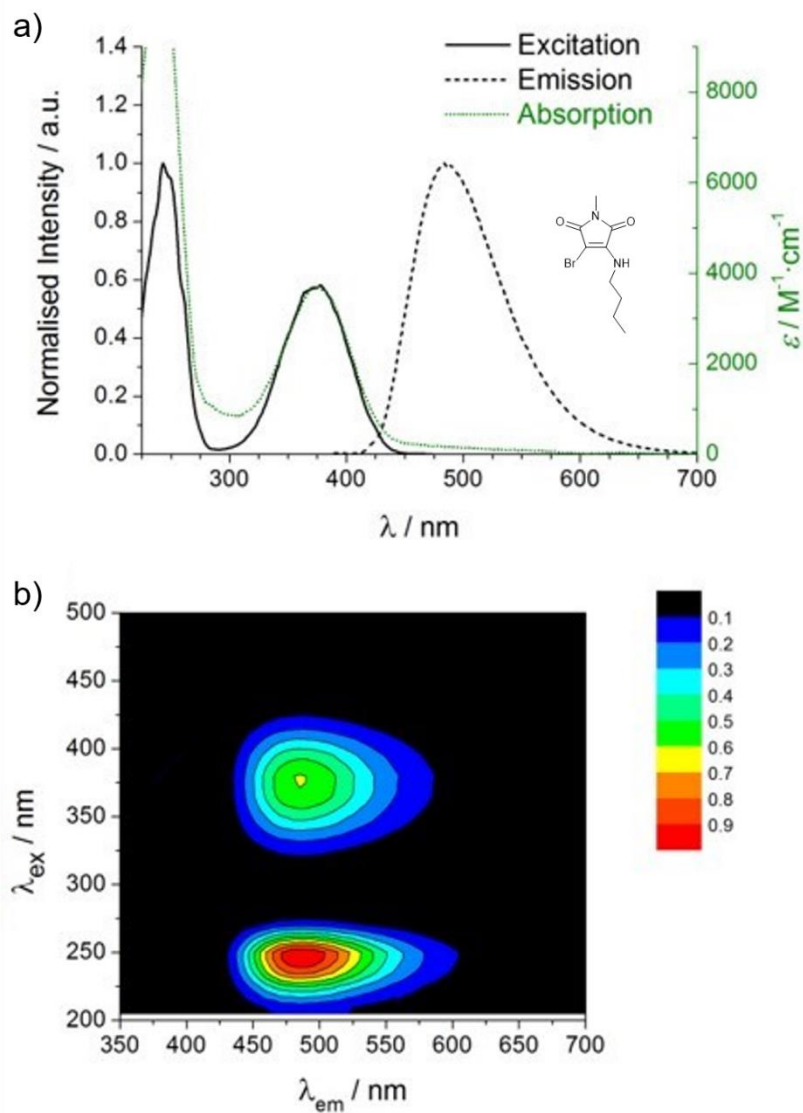 a)
1.4
1.2
1.0
0.8
0.6
0.4
0.2
0.0
Normalised Intensity / a.u.
Excitation
Emission
Absorption
O
N
O
Br
NH
8000
6000
4000
2000
0
ε / M⁻¹·cm⁻¹
300
400
500
600
700
λ / nm
b)
500
450
400
350
300
250
200
λex / nm
350
400
450
500
550
600
650
700
λem / nm
0.1
0.2
0.3
0.4
0.5
0.6
0.7
0.8
0.9